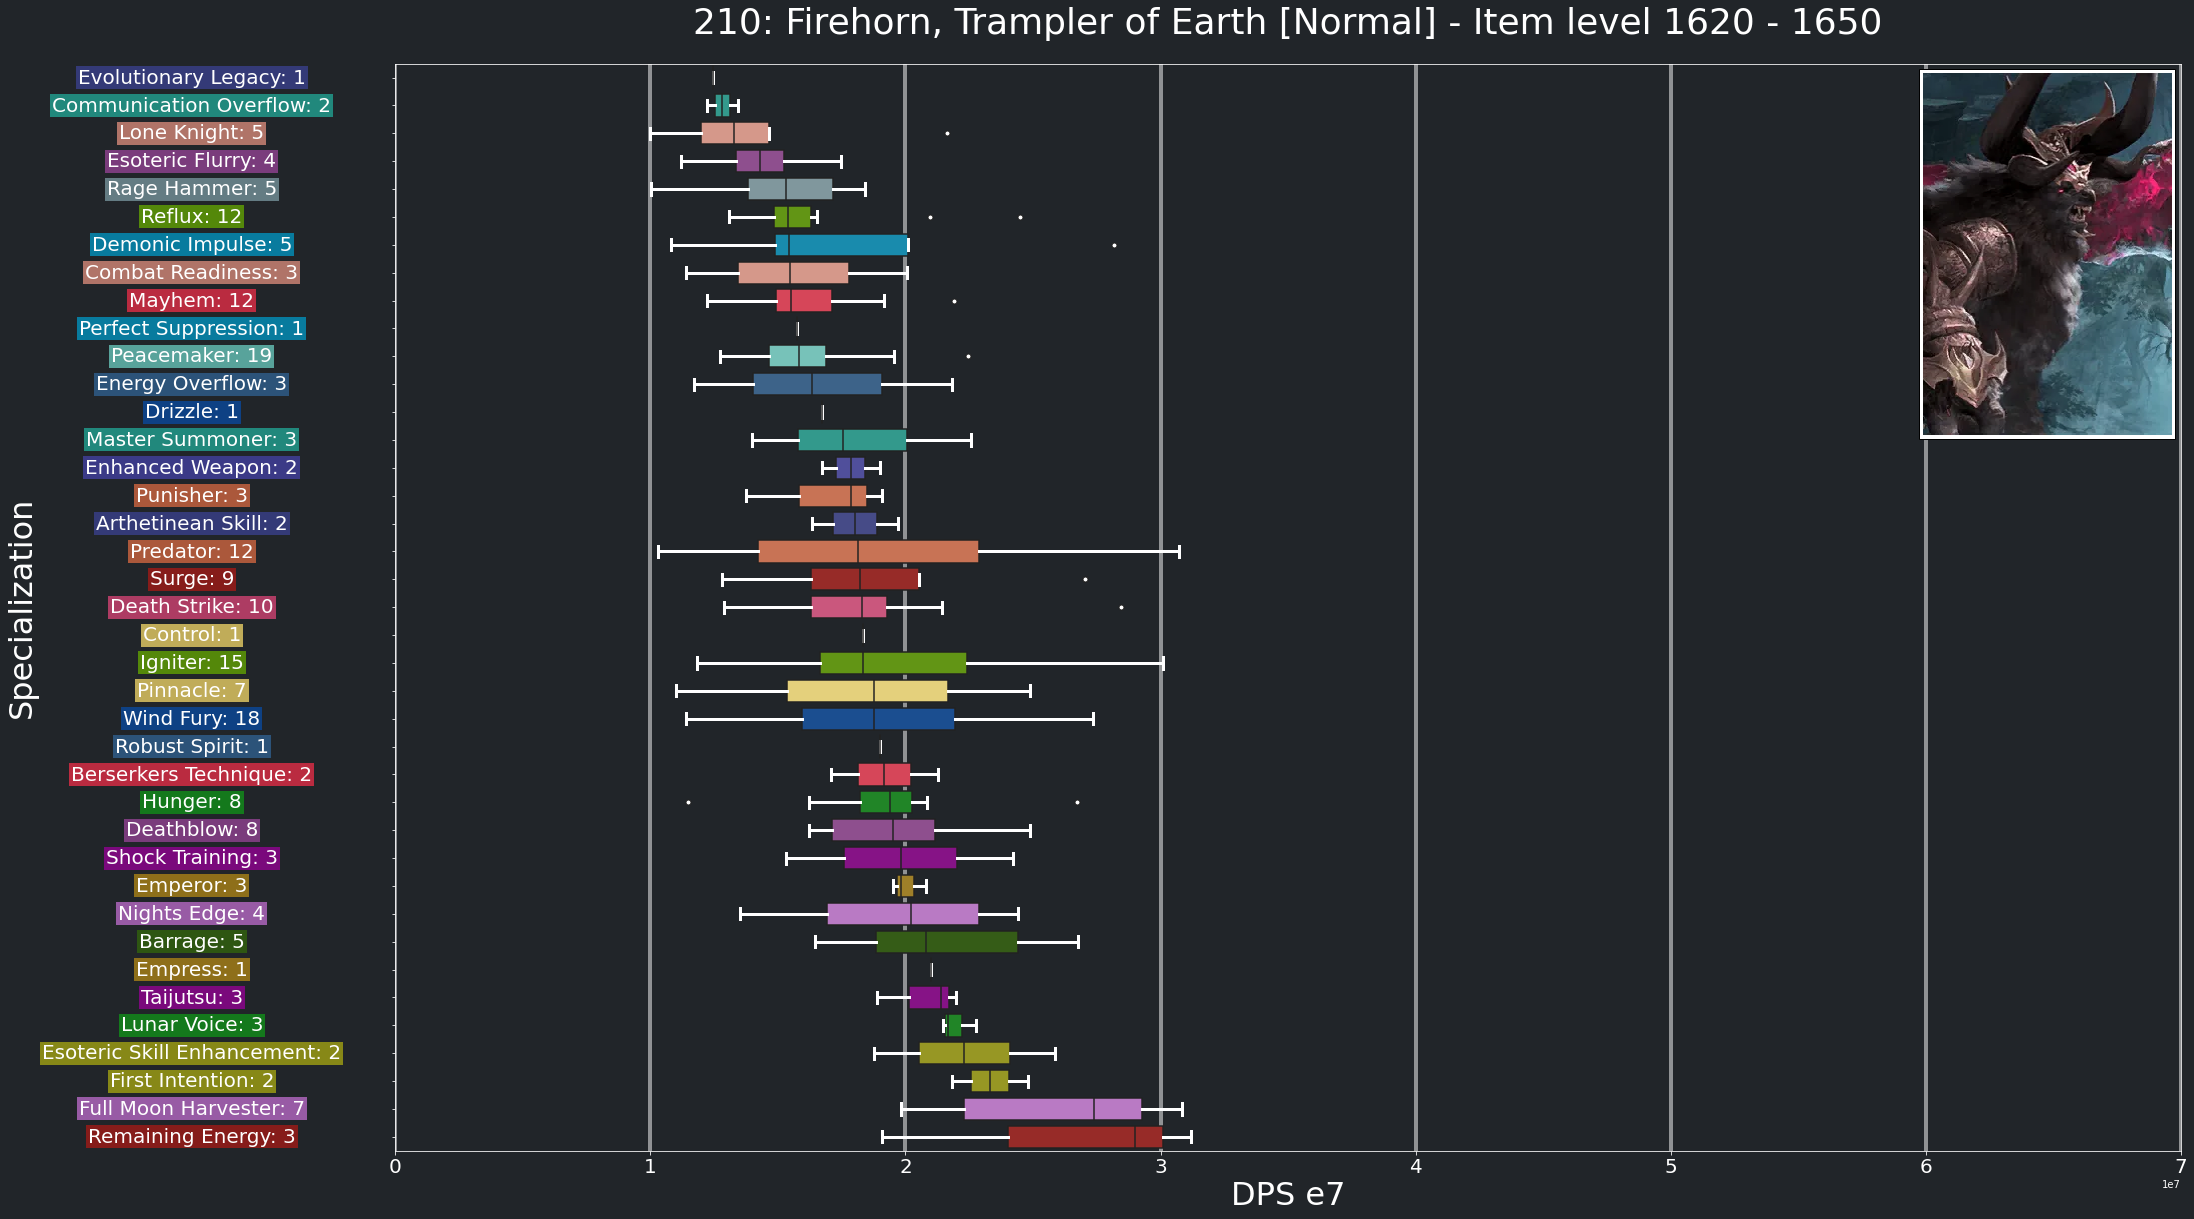 210: Firehorn, Trampler of Earth [Normal] - Item level 1620 - 1650
Specialization
Evolutionary Legacy: 1
Communication Overflow: 2
Lone Knight: 5
Esoteric Flurry: 4
Rage Hammer: 5
Reflux: 12
Demonic Impulse: 5
Combat Readiness: 3
Mayhem: 12
Perfect Suppression: 1
Peacemaker: 19
Energy Overflow: 3
Drizzle: 1
Master Summoner: 3
Enhanced Weapon: 2
Punisher: 3
Arthetinean Skill: 2
Predator: 12
Surge: 9
Death Strike: 10
Control: 1
Igniter: 15
Pinnacle: 7
Wind Fury: 18
Robust Spirit: 1
Berserkers Technique: 2
Hunger: 8
Deathblow: 8
Shock Training: 3
Emperor: 3
Nights Edge: 4
Barrage: 5
Empress: 1
Taijutsu: 3
Lunar Voice: 3
Esoteric Skill Enhancement: 2
First Intention: 2
Full Moon Harvester: 7
Remaining Energy: 3
0 1 2 3 4 5 6 7
1e7
DPS e7